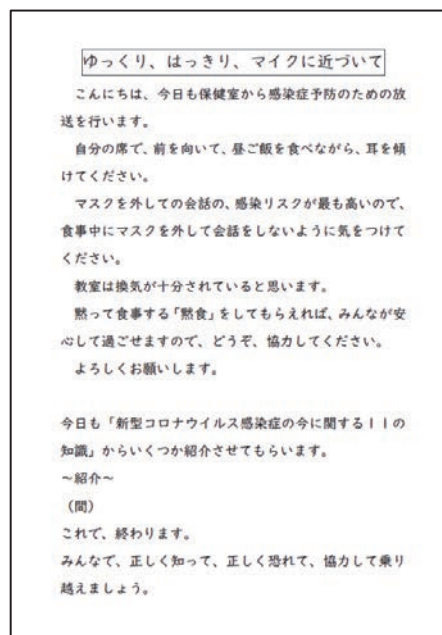 ゆっくり、はっきり、マイクに近づいて
こんにちは、今日も保健室から感染症予防のための放
送を行います。
自分の席で、前を向いて、昼ご飯を食べながら、耳を傾
けてください。
マスクを外しての会話の、感染リスクが最も高いので、
食事中にマスクを外して会話をしないように気をつけて
ください。
教室は換気が十分されていると思います。
黙って食事する「黙食」をしてもらえれば、みんなが安
心して過ごせますので、どうぞ、協力してください。
よろしくお願いします。
今日も「新型コロナウイルス感染症の今に関する11の
知識」からいくつか紹介させてもらいます。
~紹介~
(間)
これで、終わります。
みんなで、正しく知って、正しく恐れて、協力して乗り
越えましょう。